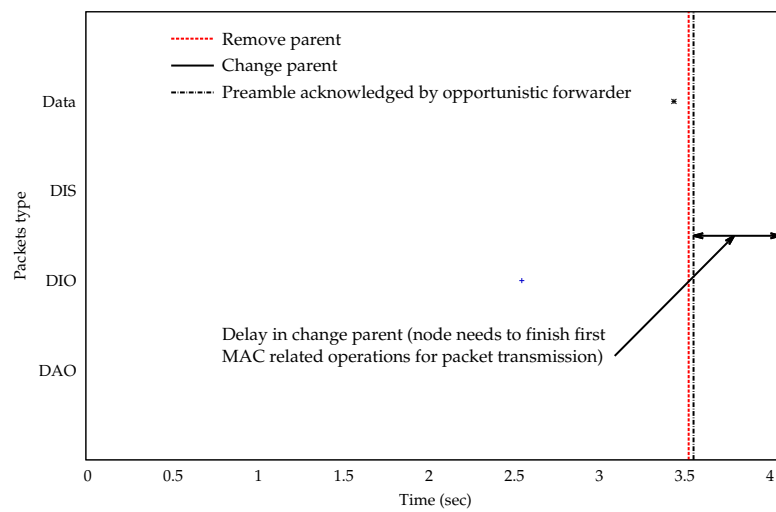 Remove parent
Change parent
Preamble acknowledged by opportunistic forwarder
Data
DIS
DIO
DAO
Packets type
Delay in change parent (node needs to finish first
MAC related operations for packet transmission)
0 0.5 1 1.5 2 2.5 3 3.5 4
Time (sec)